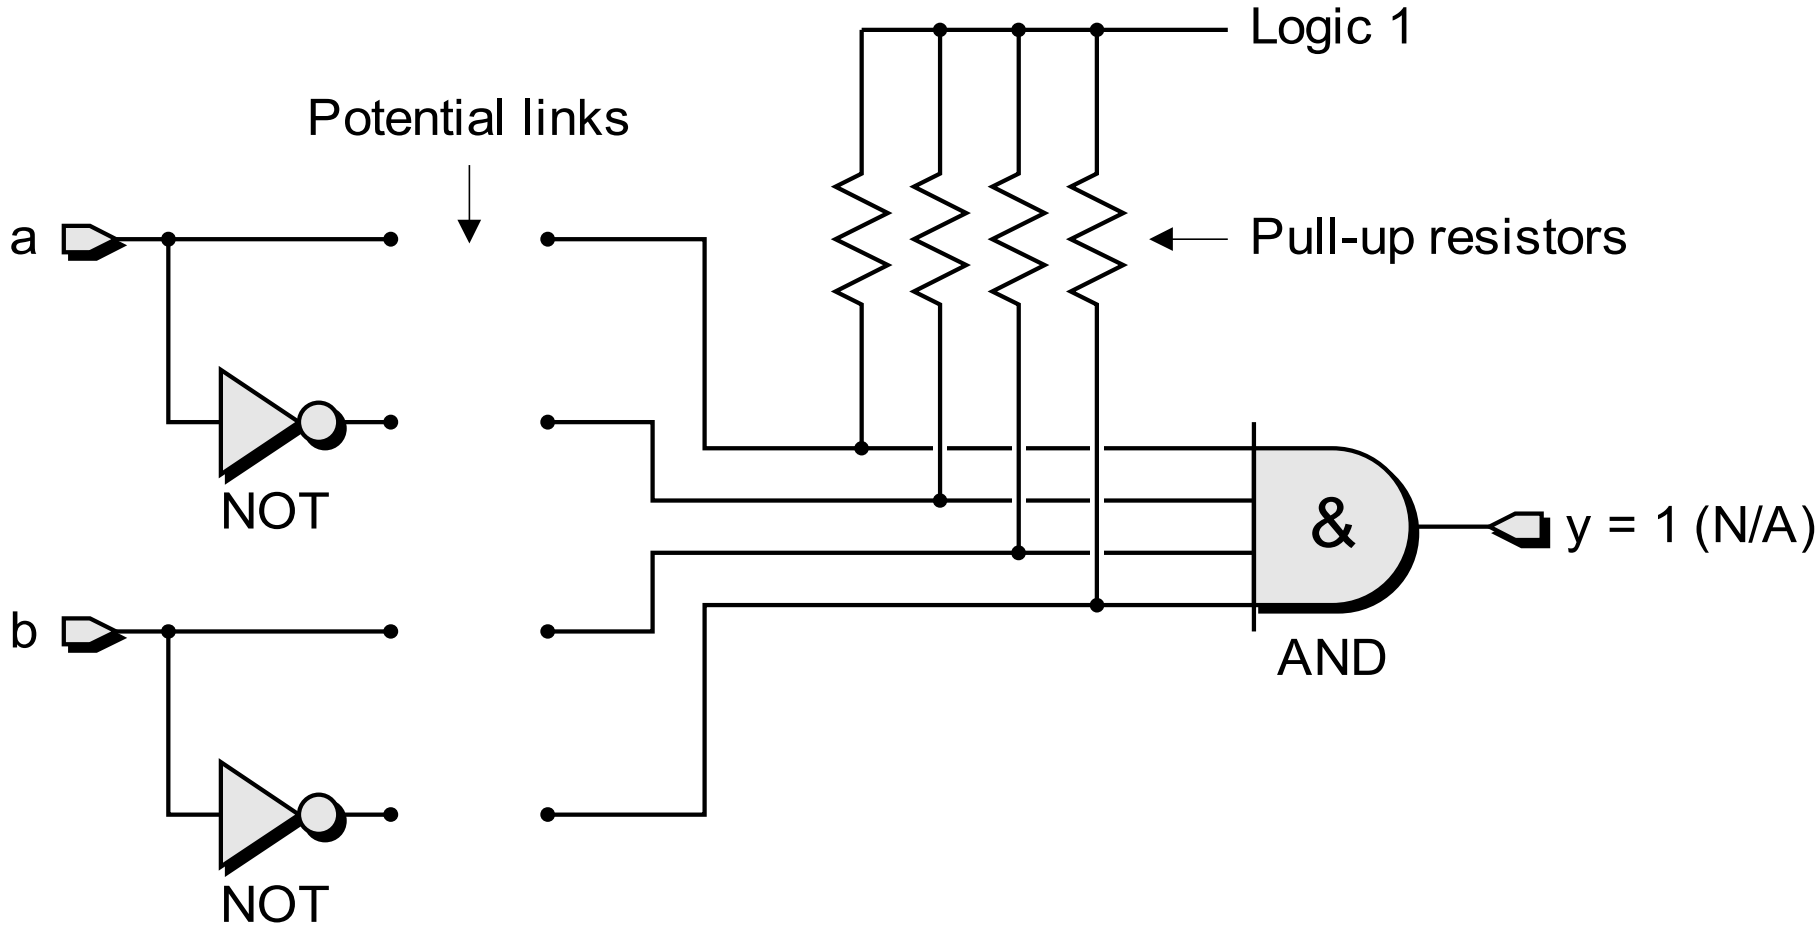 Logic 1
Potential links
a
Pull-up resistors
NOT
&
y = 1 (N/A)
b
AND
NOT